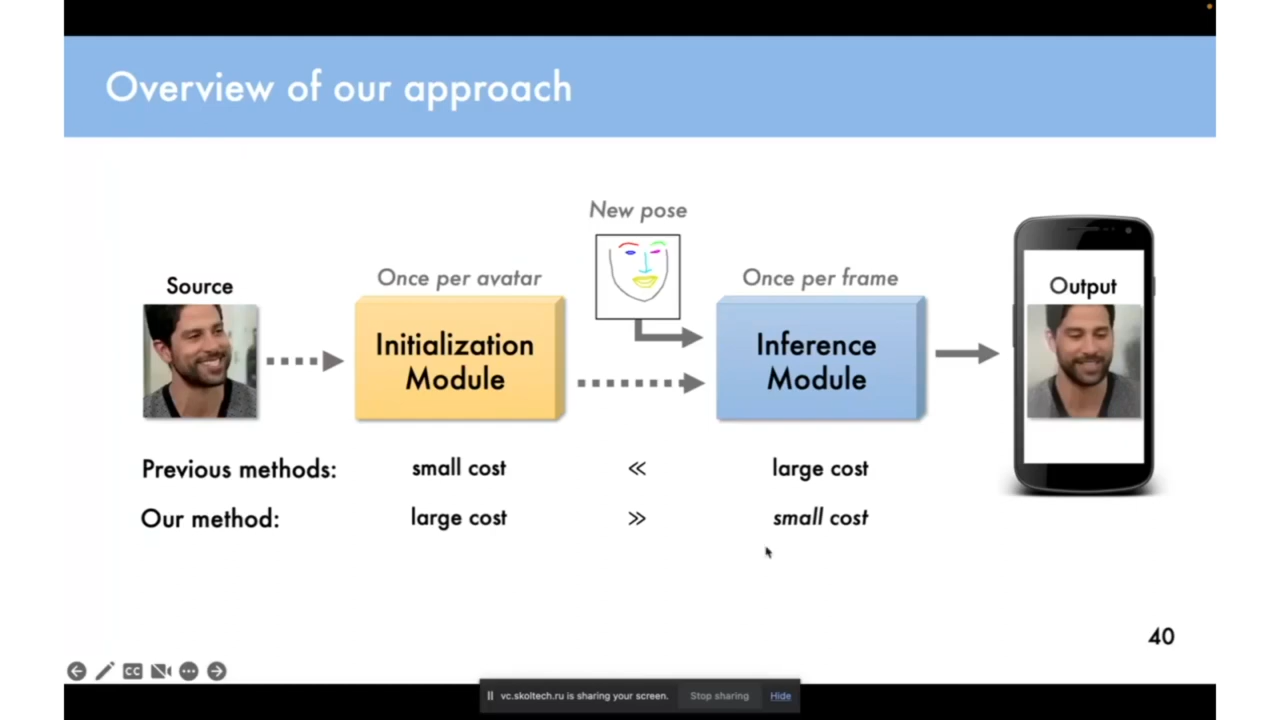 Overview of our approach
New pose
Source
Once per avatar
Once per frame
Output
Initialization
Module
Inference
Module
Previous methods: small cost << large cost
Our method: large cost >> small cost
40
CC
vc.skoltech.ru is sharing your screen. Stop sharing Hide